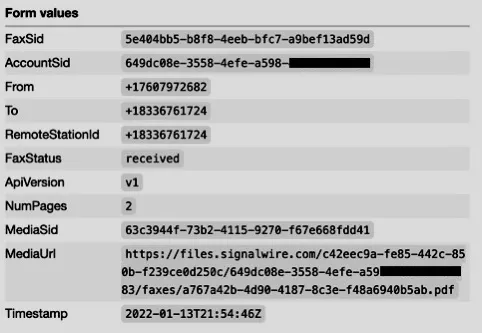 Form values
FaxSid 5e404bb5-b8f8-4eeb-bfc7-a9bef13ad59d
AccountSid 649dc08e-3558-4efe-a598-
From +17607972682
To +18336761724
RemoteStationId +18336761724
FaxStatus received
ApiVersion v1
NumPages 2
MediaSid 63c3944f-73b2-4115-9270-f67e668fdd41
MediaUrl https://files.signalwire.com/c42eec9a-fe85-442c-85
0b-f239ce0d250c/649dc08e-3558-4efe-a59
83/faxes/a767a42b-4d90-4187-8c3e-f48a6940b5ab.pdf
Timestamp 2022-01-13T21:54:46Z